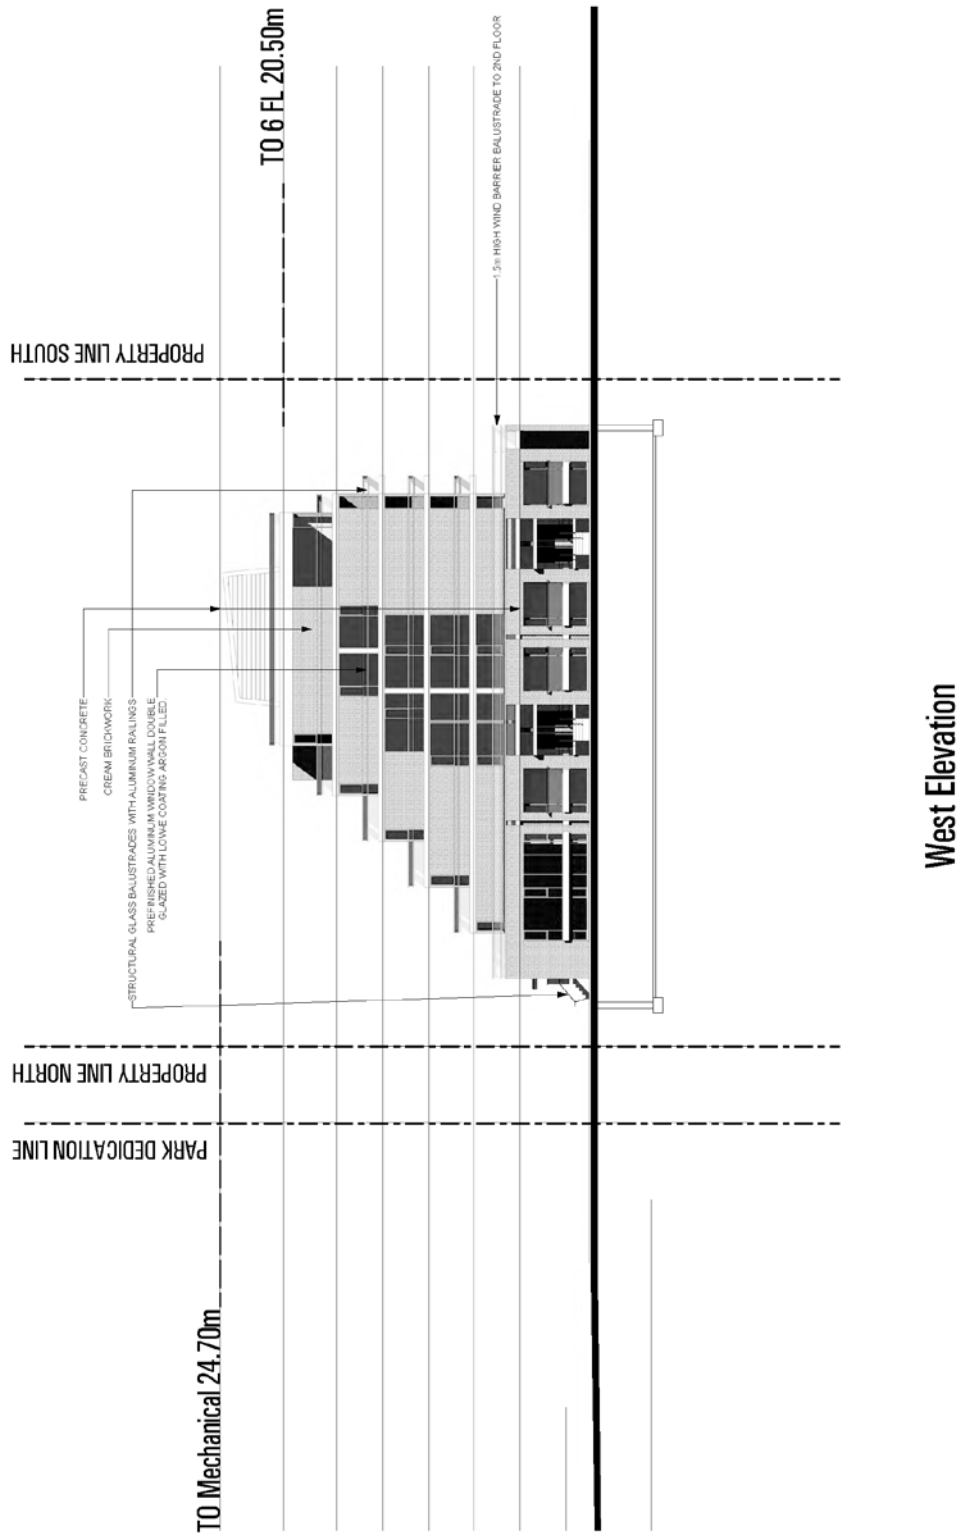 TO 6 FL 20.50m
1.5m HIGH WIND BARRIER BALUSTRADE TO 2ND FLOOR
PROPERTY LINE SOUTH
PRECAST CONCRETE
CREAM BRICKWORK
STRUCTURAL GLASS BALUSTRADES WITH ALUMINUM RAILINGS
PREFINISHED ALUMINUM WINDOW WALL DOUBLE
GLAZED WITH LOW-E COATING ARGON FILLED.
PROPERTY LINE NORTH
PARK DEDICATION LINE
TO Mechanical 24.70m
West Elevation